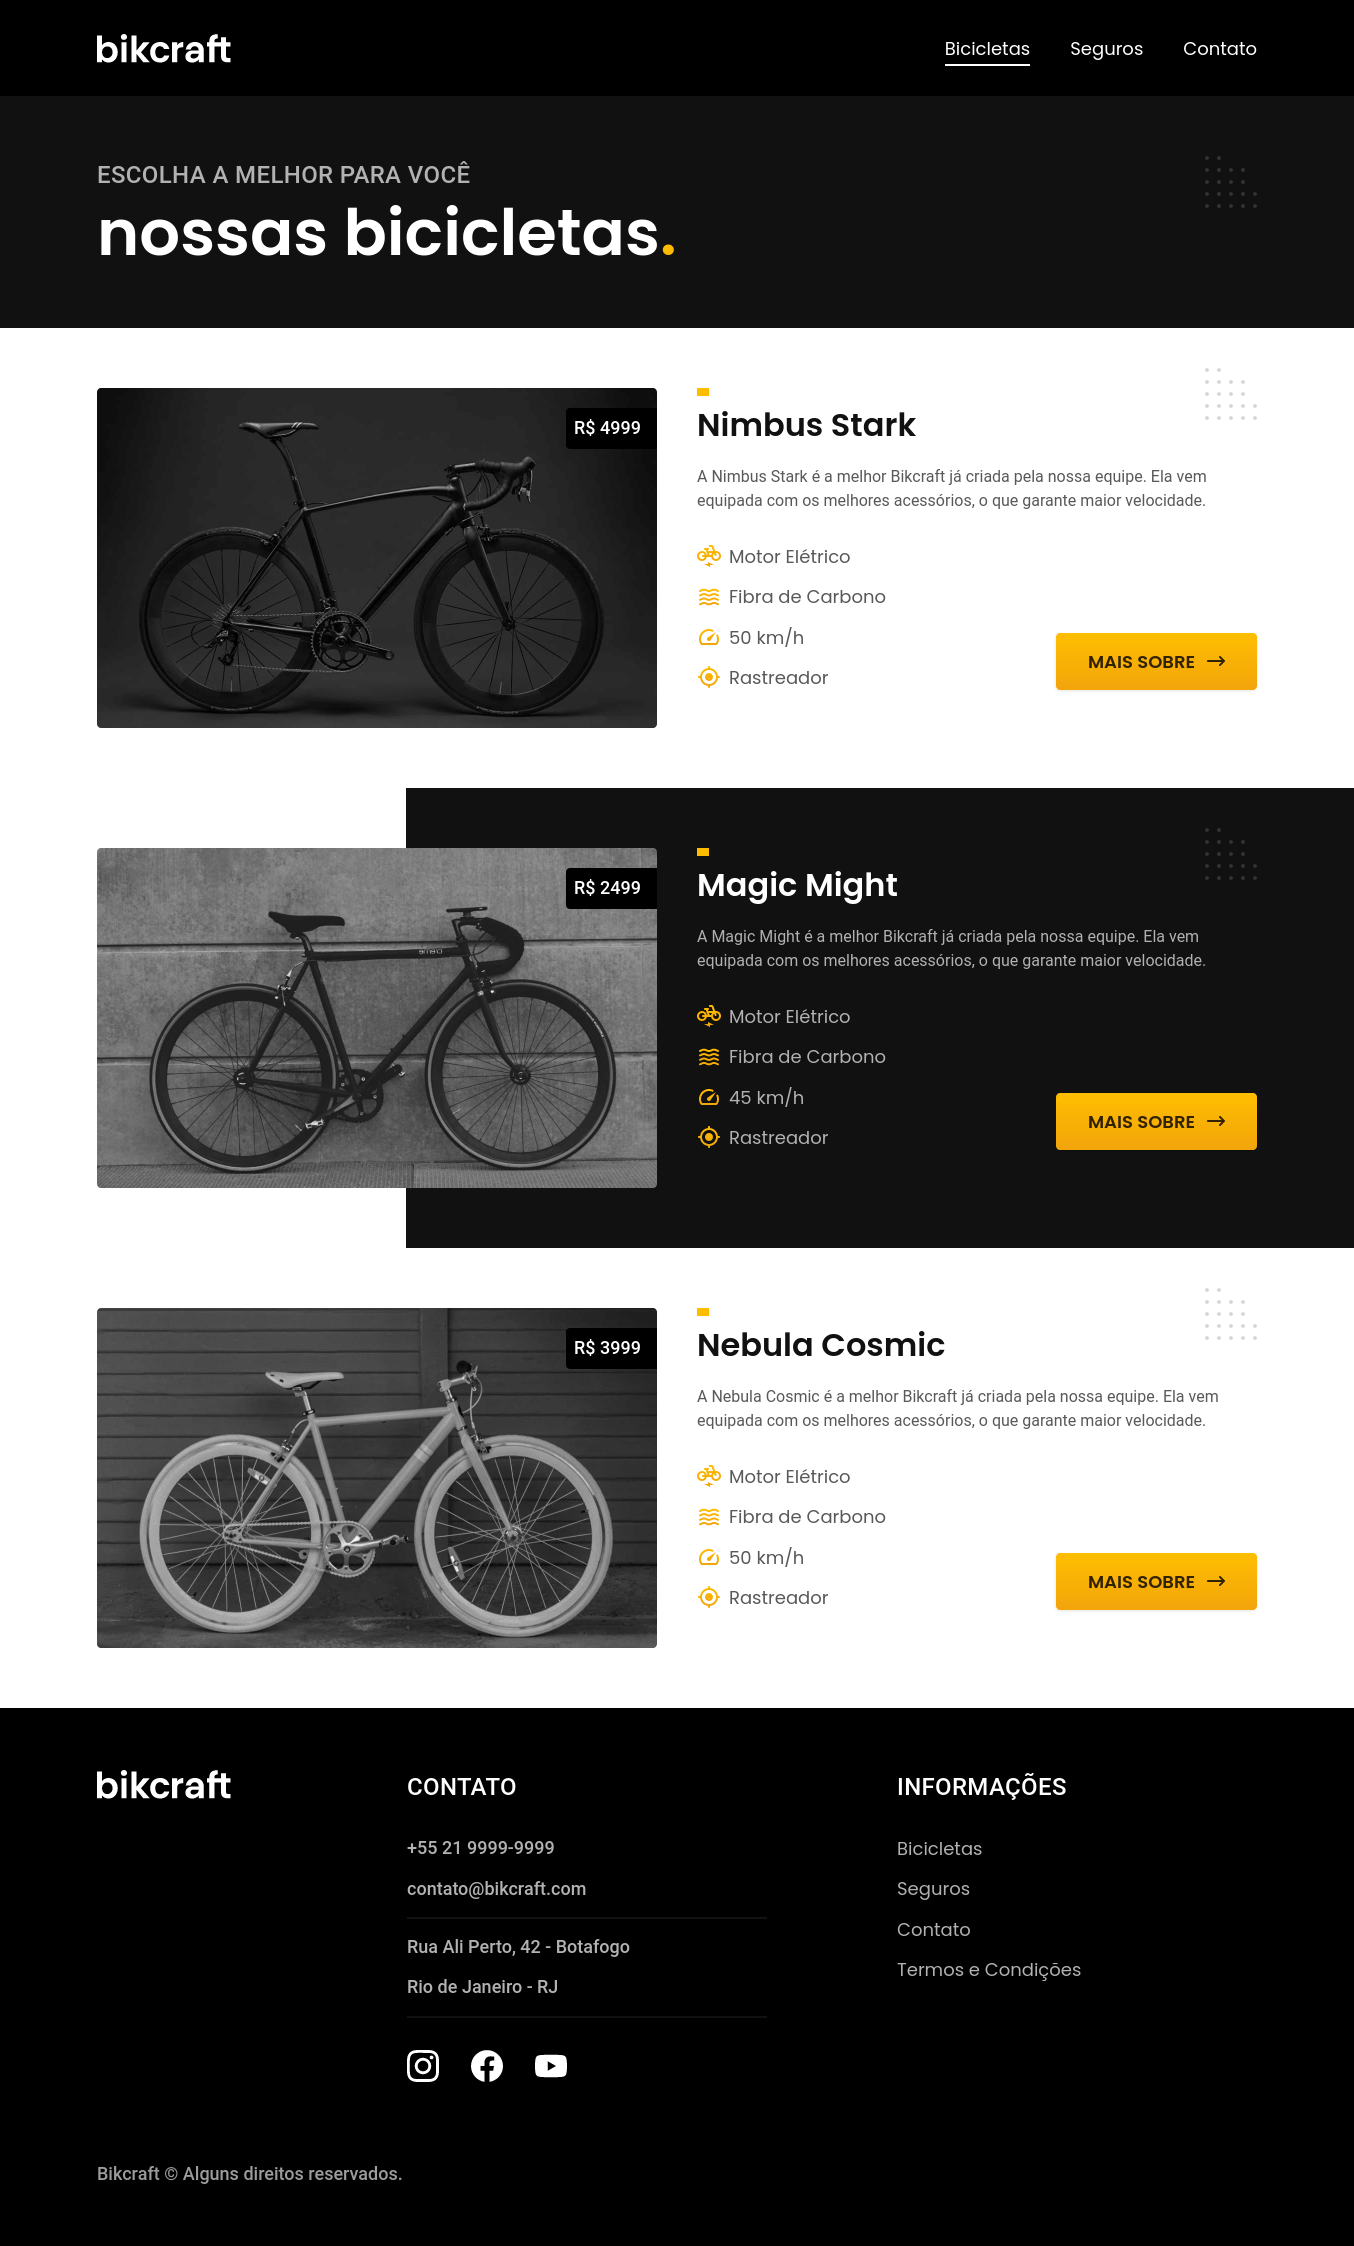 bikcraft
Bicicletas
Seguros
Contato
ESCOLHA A MELHOR PARA VOCÊ
nossas bicicletas.
R$ 4999
Nimbus Stark
A Nimbus Stark é a melhor Bikcraft já criada pela nossa equipe. Ela vem
equipada com os melhores acessórios, o que garante maior velocidade.
Motor Elétrico
Fibra de Carbono
50 km/h
Rastreador
MAIS SOBRE
R$ 2499
Magic Might
A Magic Might é a melhor Bikcraft já criada pela nossa equipe. Ela vem
equipada com os melhores acessórios, o que garante maior velocidade.
Motor Elétrico
Fibra de Carbono
45 km/h
Rastreador
MAIS SOBRE
R$ 3999
Nebula Cosmic
A Nebula Cosmic é a melhor Bikcraft já criada pela nossa equipe. Ela vem
equipada com os melhores acessórios, o que garante maior velocidade.
Motor Elétrico
Fibra de Carbono
50 km/h
Rastreador
MAIS SOBRE
bikcraft
CONTATO
+55 21 9999-9999
contato@bikcraft.com
Rua Ali Perto, 42 - Botafogo
Rio de Janeiro - RJ
INFORMAÇÕES
Bicicletas
Seguros
Contato
Termos e Condições
Bikcraft © Alguns direitos reservados.